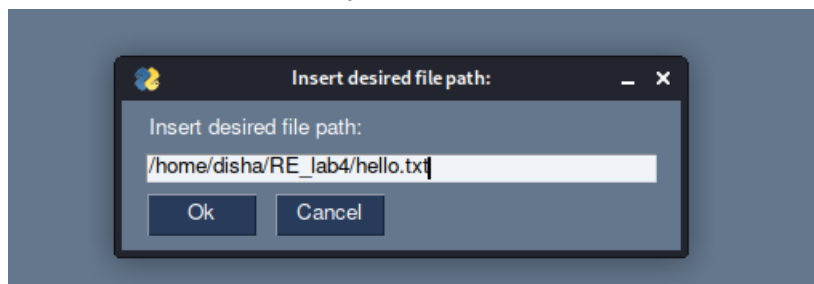 Insert desired file path:
Insert desired file path:
/home/disha/RE_lab4/hello.txt
Ok Cancel